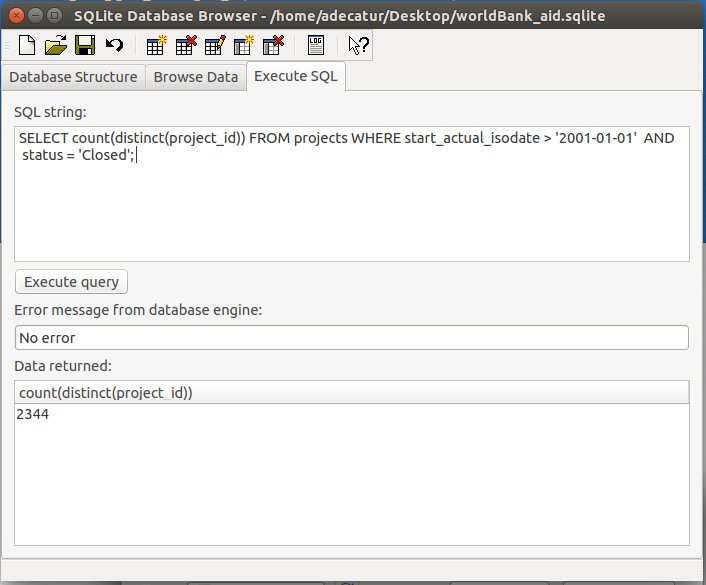 SQLite Database Browser - /home/adecatur/Desktop/worldBank_aid.sqlite
LOG
Database Structure Browse Data Execute SQL
SQL string:
SELECT count(distinct(project_id)) FROM projects WHERE start_actual_isodate > '2001-01-01'  AND
status = 'Closed';
Execute query
Error message from database engine:
No error
Data returned:
count(distinct(project_id))
2344